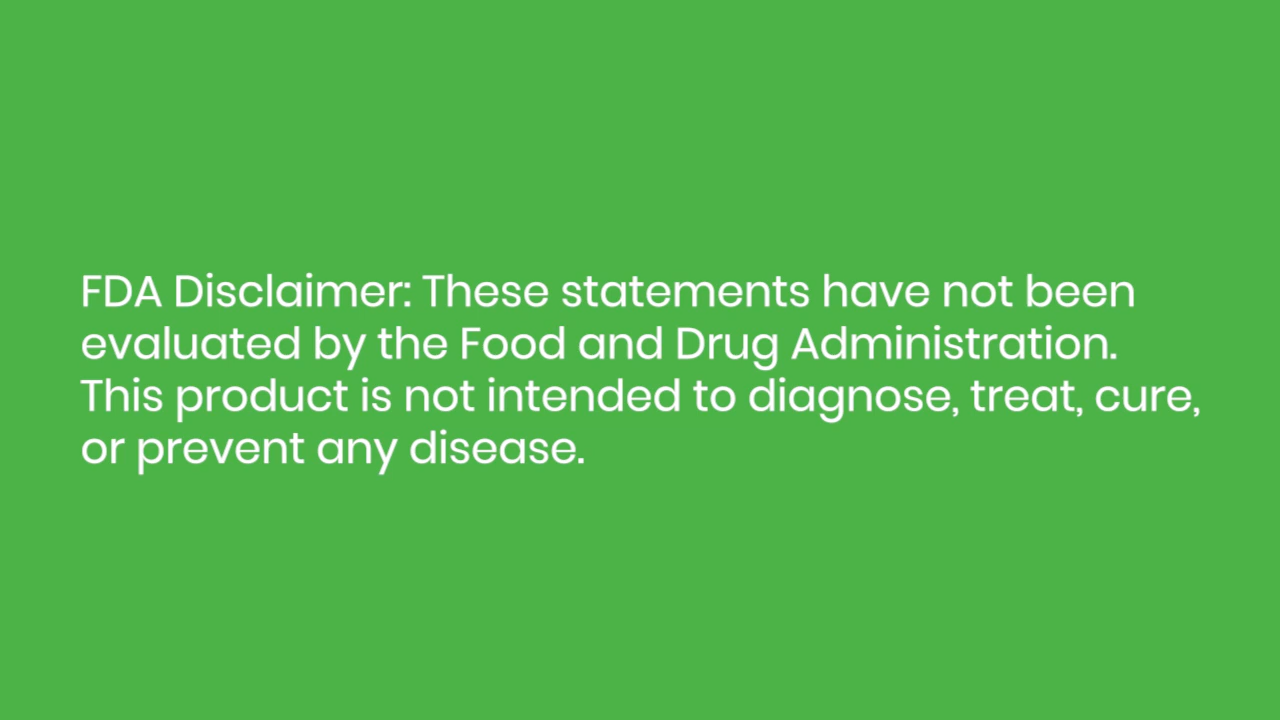 FDA Disclaimer: These statements have not been
evaluated by the Food and Drug Administration.
This product is not intended to diagnose, treat, cure,
or prevent any disease.